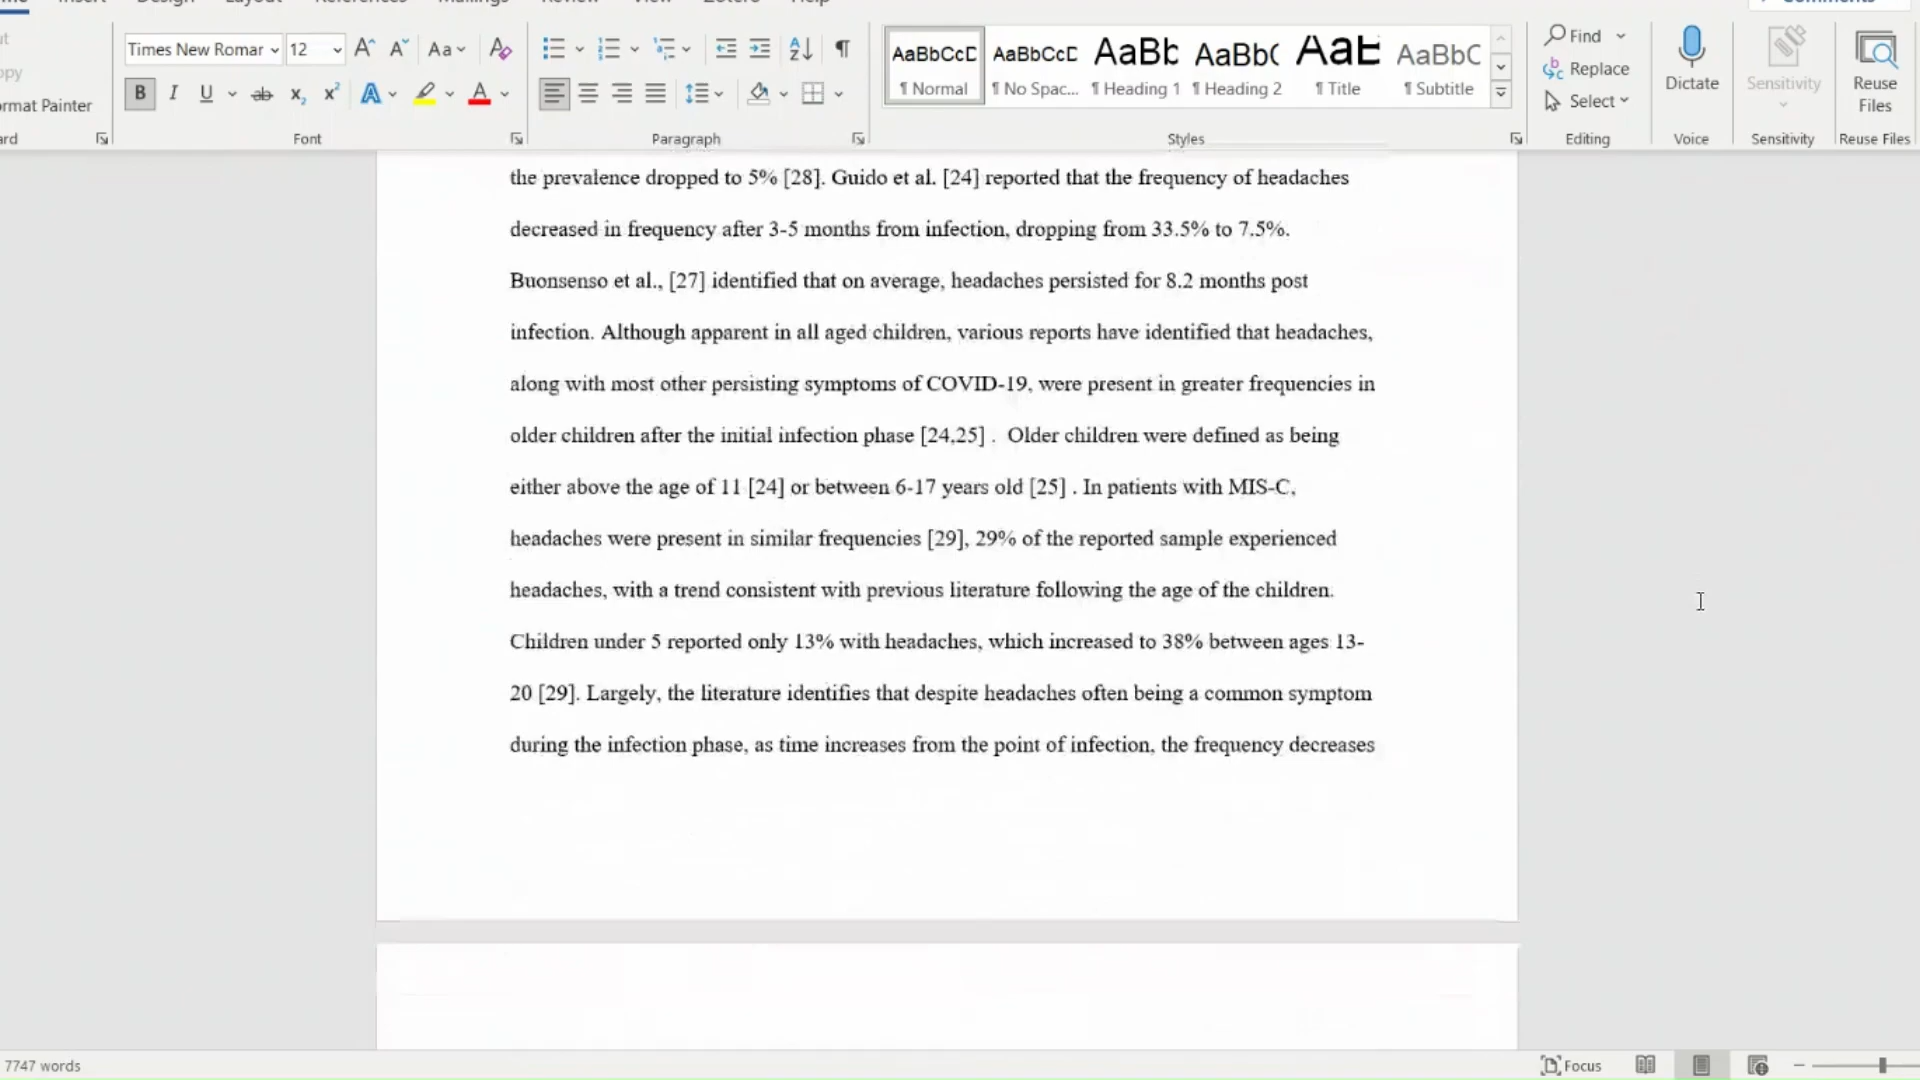 Design
View
Help
Times New Romar 12 Aa
Find
AaBbCcD AaBbCcD AaBb AaBb( AaB AaBbC
Replace
Dictate Sensitivity Reuse
Files
ormat Painter
B I U ab x x A A
¶ Normal ¶ No Spac... ¶ Heading 1 ¶ Heading 2 ¶ Title ¶ Subtitle
Select
Font Paragraph Styles Editing Voice Sensitivity Reuse Files
the prevalence dropped to 5% [28]. Guido et al. [24] reported that the frequency of headaches
decreased in frequency after 3-5 months from infection, dropping from 33.5% to 7.5%.
Buonsenso et al., [27] identified that on average, headaches persisted for 8.2 months post
infection. Although apparent in all aged children, various reports have identified that headaches,
along with most other persisting symptoms of COVID-19, were present in greater frequencies in
older children after the initial infection phase [24,25] .  Older children were defined as being
either above the age of 11 [24] or between 6-17 years old [25] . In patients with MIS-C,
headaches were present in similar frequencies [29], 29% of the reported sample experienced
headaches, with a trend consistent with previous literature following the age of the children.
Children under 5 reported only 13% with headaches, which increased to 38% between ages 13-
20 [29]. Largely, the literature identifies that despite headaches often being a common symptom
during the infection phase, as time increases from the point of infection, the frequency decreases
7747 words
Focus